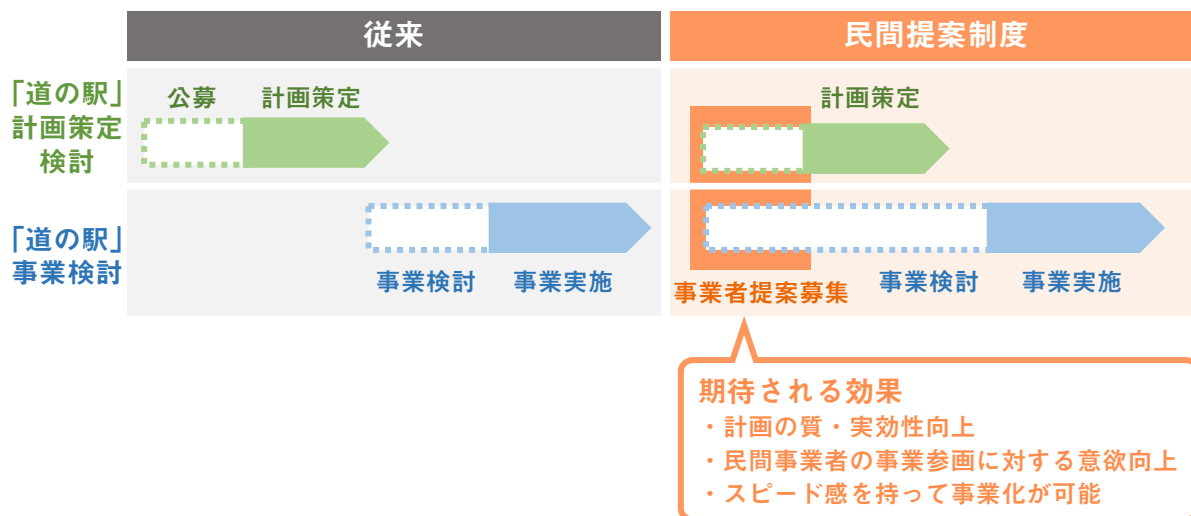 従来
民間提案制度
「道の駅」
計画策定
検討
公募
計画策定
計画策定
「道の駅」
事業検討
事業検討
事業実施
事業者提案募集
事業検討
事業実施
期待される効果
・計画の質・実効性向上
・民間事業者の事業参画に対する意欲向上
・スピード感を持って事業化が可能